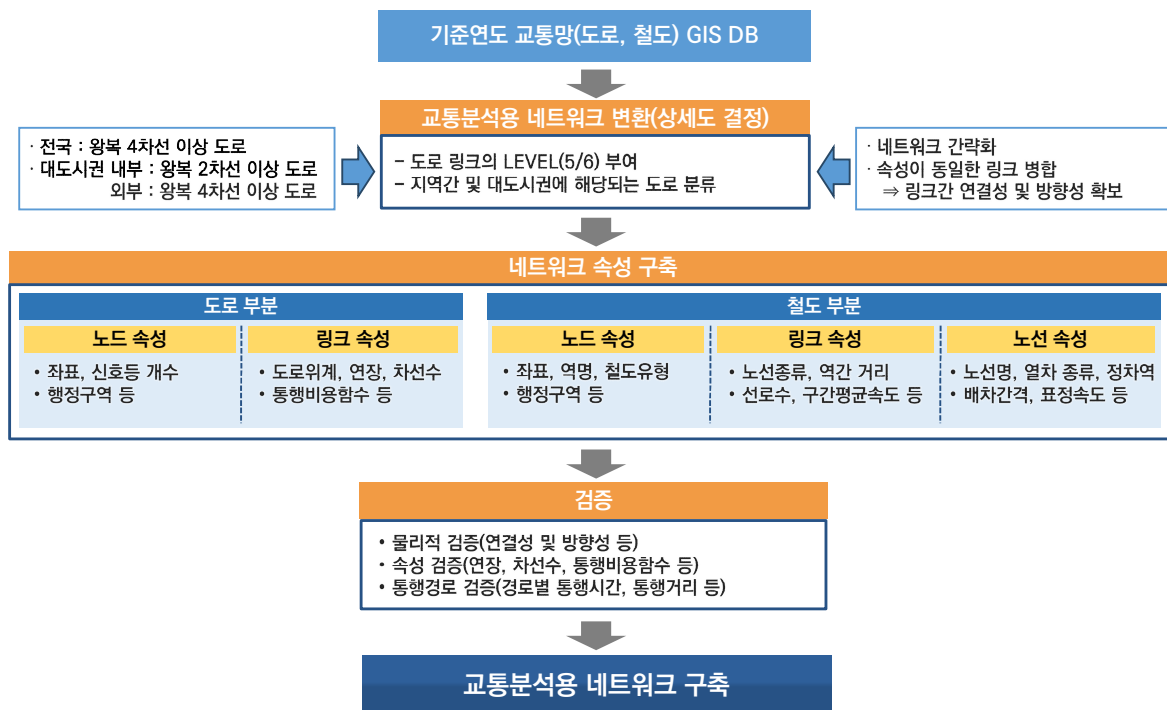 기준연도 교통망(도로, 철도) GIS DB
교통분석용 네트워크 변환(상세도 결정)
· 전국 : 왕복 4차선 이상 도로
· 대도시권 내부 : 왕복 2차선 이상 도로
외부 : 왕복 4차선 이상 도로
– 도로 링크의 LEVEL(5/6) 부여
– 지역간 및 대도시권에 해당되는 도로 분류
· 네트워크 간략화
· 속성이 동일한 링크 병합
⇒ 링크간 연결성 및 방향성 확보
네트워크 속성 구축
도로 부분
노드 속성
• 좌표, 신호등 개수
• 행정구역 등
링크 속성
• 도로위계, 연장, 차선수
• 통행비용함수 등
철도 부분
노드 속성
• 좌표, 역명, 철도유형
• 행정구역 등
링크 속성
• 노선종류, 역간 거리
• 선로수, 구간평균속도 등
노선 속성
• 노선명, 열차 종류, 정차역
• 배차간격, 표정속도 등
검증
• 물리적 검증(연결성 및 방향성 등)
• 속성 검증(연장, 차선수, 통행비용함수 등)
• 통행경로 검증(경로별 통행시간, 통행거리 등)
교통분석용 네트워크 구축